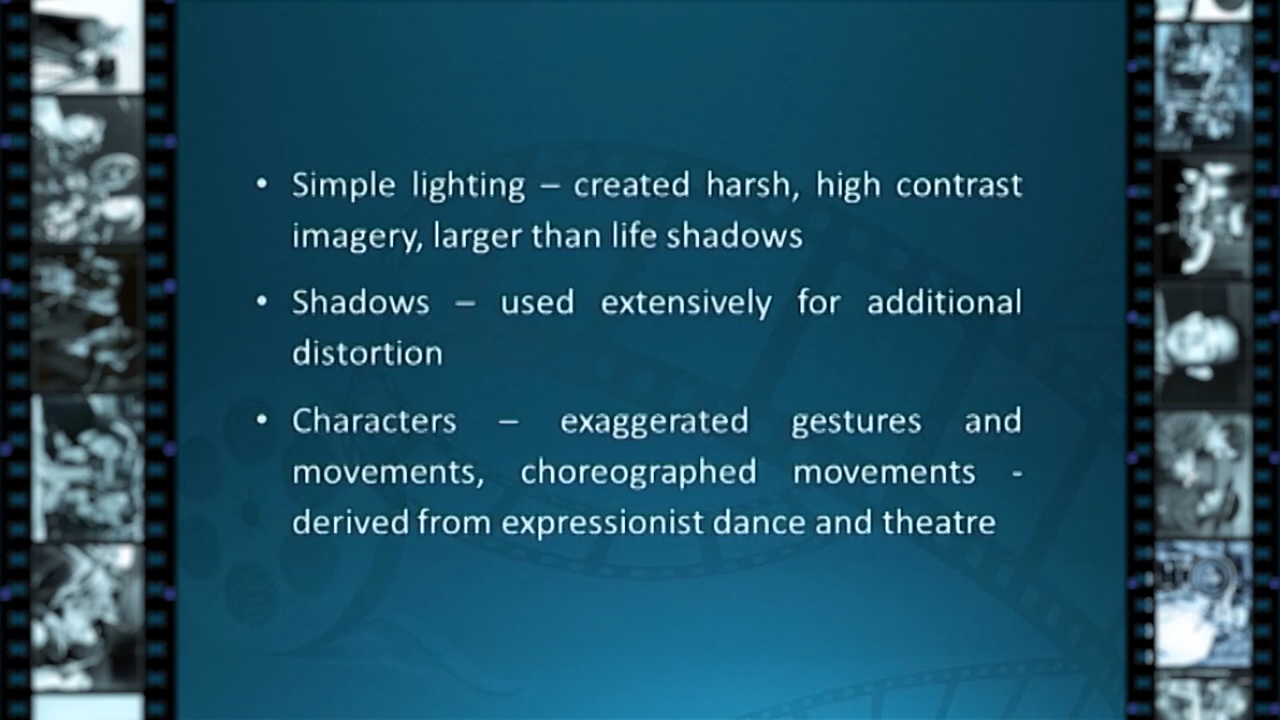 • Simple lighting – created harsh, high contrast
imagery, larger than life shadows
• Shadows – used extensively for additional
distortion
• Characters – exaggerated gestures and
movements, choreographed movements -
derived from expressionist dance and theatre